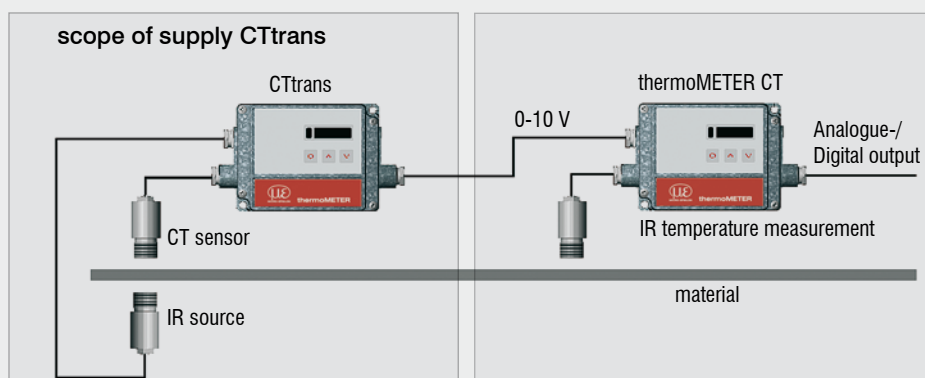 scope of supply CTtrans
CTtrans
thermoMETER
CT sensor
IR source
0-10 V
thermoMETER CT
Analogue-/
Digital output
thermoMETER
IR temperature measurement
material